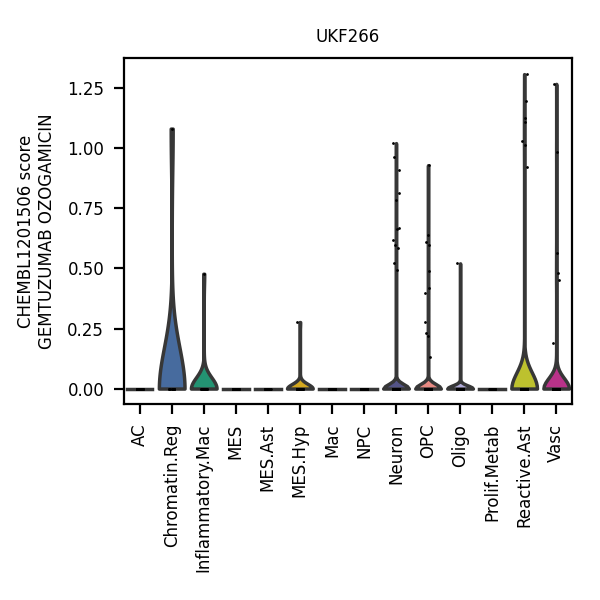 UKF266
CHEMBL1201506 score
GEMTUZUMAB OZOGAMICIN
1.25
1.00
0.75
0.50
0.25
0.00
AC
Chromatin.Reg
Inflammatory.Mac
MES
MES.Ast
MES.Hyp
Mac
NPC
Neuron
OPC
Oligo
Prolif.Metab
Reactive.Ast
Vasc